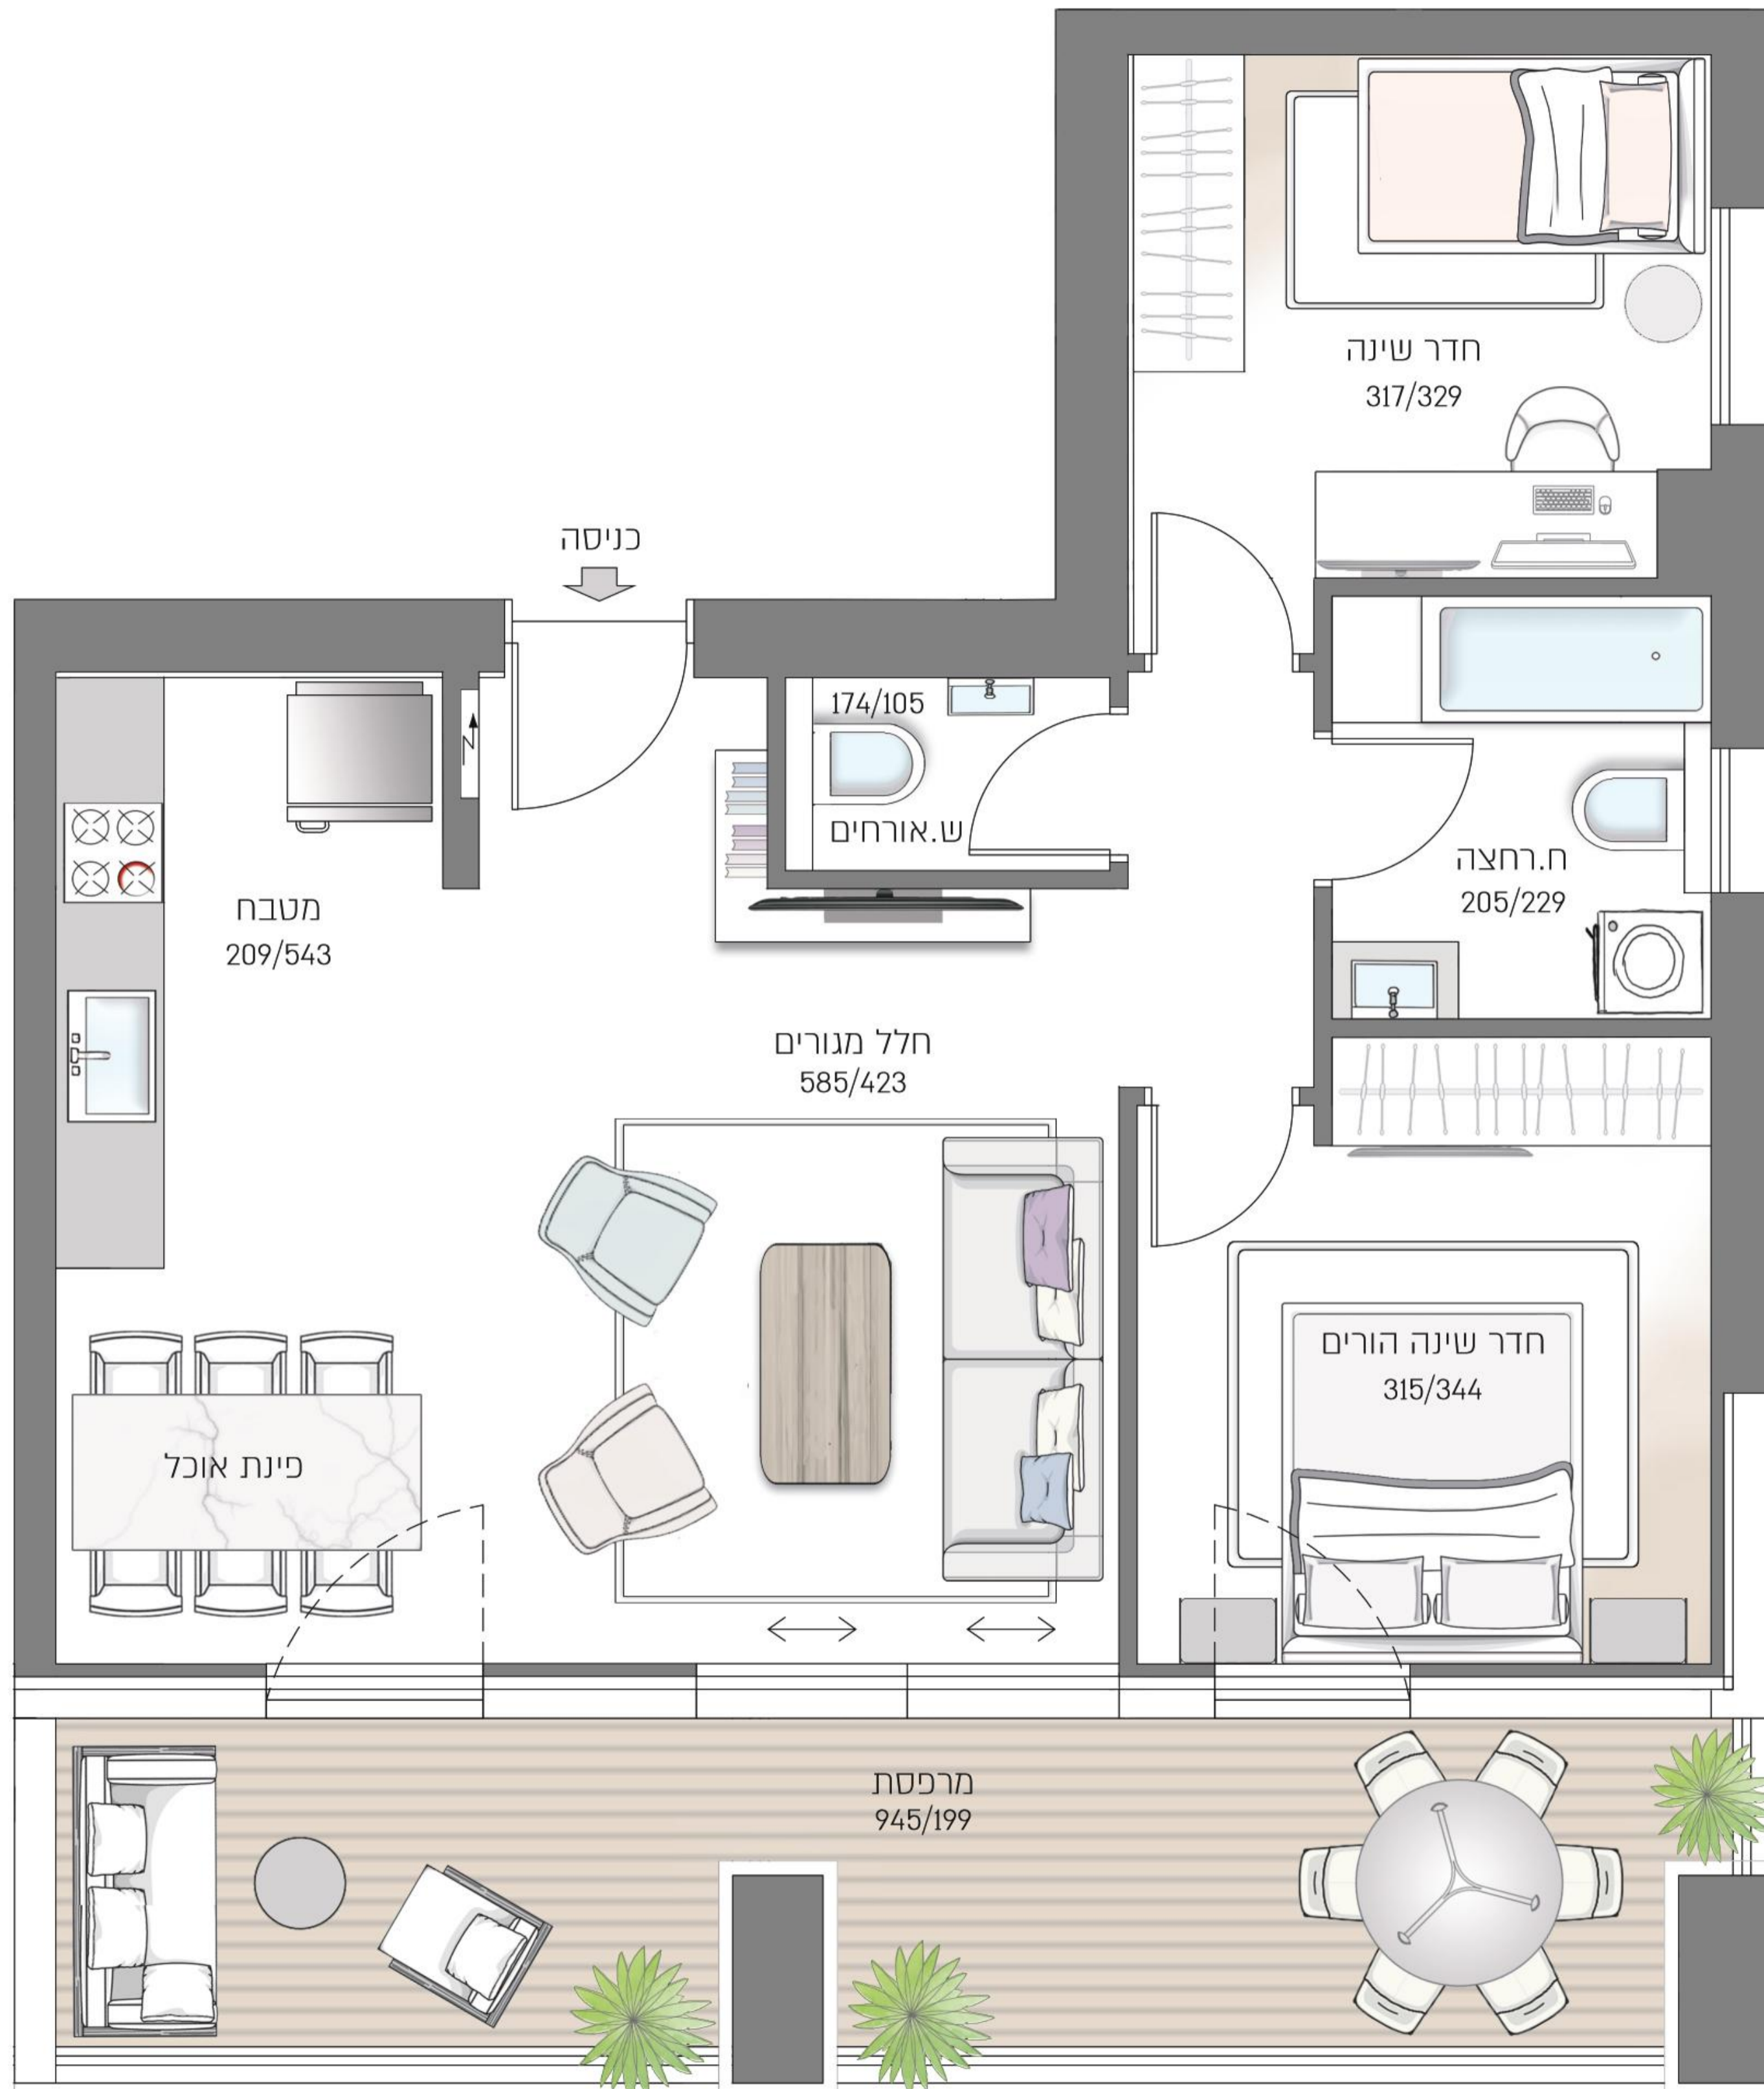 חדר שינה
317/329
כניסה
174/105
ש.אורחים
ח.רחצה
205/229
מטבח
209/543
חלל מגורים
585/423
חדר שינה הורים
315/344
פינת אוכל
מרפסת
945/199